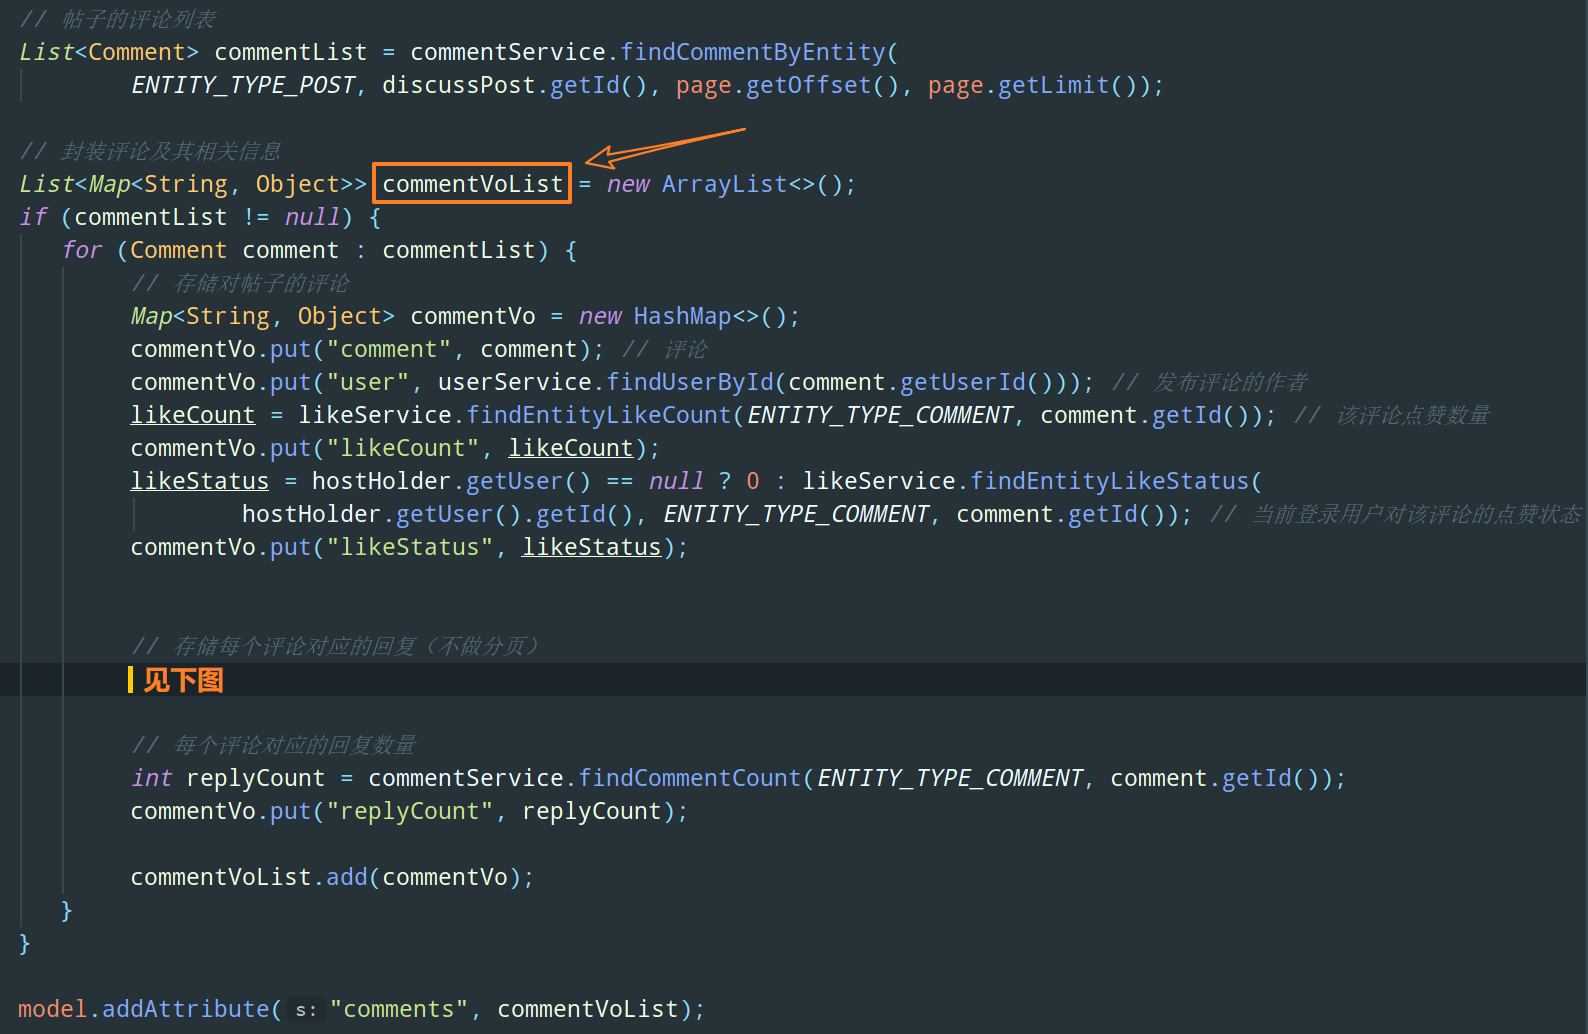 // 帖子的评论列表
List<Comment> commentList = commentService.findCommentByEntity(
ENTITY_TYPE_POST, discussPost.getId(), page.getOffset(), page.getLimit());
// 封装评论及其相关信息
List<Map<String, Object>> commentVoList = new ArrayList<>();
if (commentList != null) {
for (Comment comment : commentList) {
// 存储对帖子的评论
Map<String, Object> commentVo = new HashMap<>();
commentVo.put("comment", comment); // 评论
commentVo.put("user", userService.findUserById(comment.getUserId())); // 发布评论的作者
likeCount = likeService.findEntityLikeCount(ENTITY_TYPE_COMMENT, comment.getId()); // 该评论点赞数量
commentVo.put("likeCount", likeCount);
likeStatus = hostHolder.getUser() == null ? 0 : likeService.findEntityLikeStatus(
hostHolder.getUser().getId(), ENTITY_TYPE_COMMENT, comment.getId()); // 当前登录用户对该评论的点赞状态
commentVo.put("likeStatus", likeStatus);
// 存储每个评论对应的回复（不做分页）
见下图
// 每个评论对应的回复数量
int replyCount = commentService.findCommentCount(ENTITY_TYPE_COMMENT, comment.getId());
commentVo.put("replyCount", replyCount);
commentVoList.add(commentVo);
}
}
model.addAttribute( s: "comments", commentVoList);